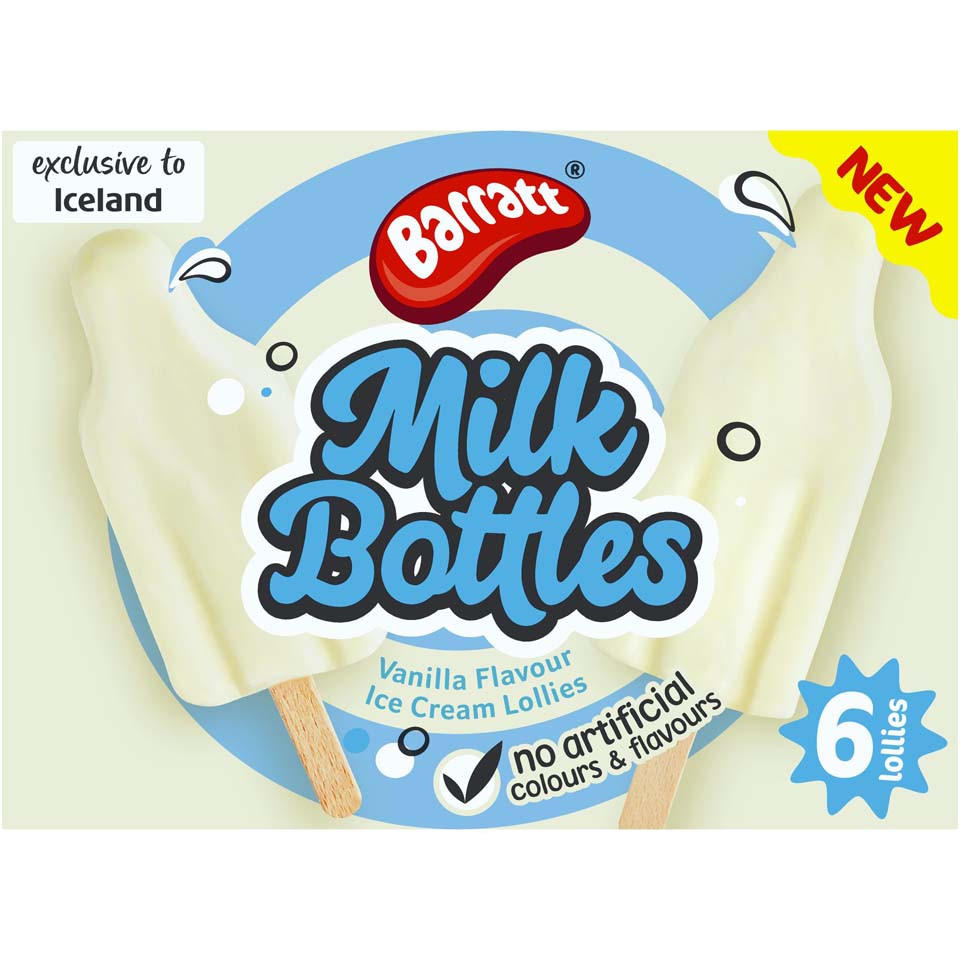 exclusive to
Iceland
Barratt®
NEW
Milk
Bottles
Vanilla Flavour
Ice Cream Lollies
no artificial
colours & flavours
6
lollies